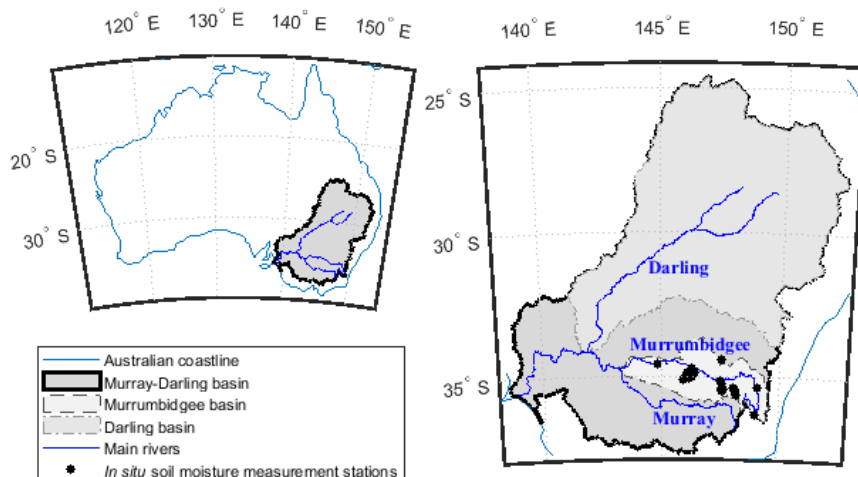 120° E
130° E
140° E
150° E
20° S
30° S
140° E
145° E
150° E
25° S
30° S
35° S
Darling
Murrumbidgee
Murray
Australian coastline
Murray-Darling basin
Murrumbidgee basin
Darling basin
Main rivers
In situ soil moisture measurement stations